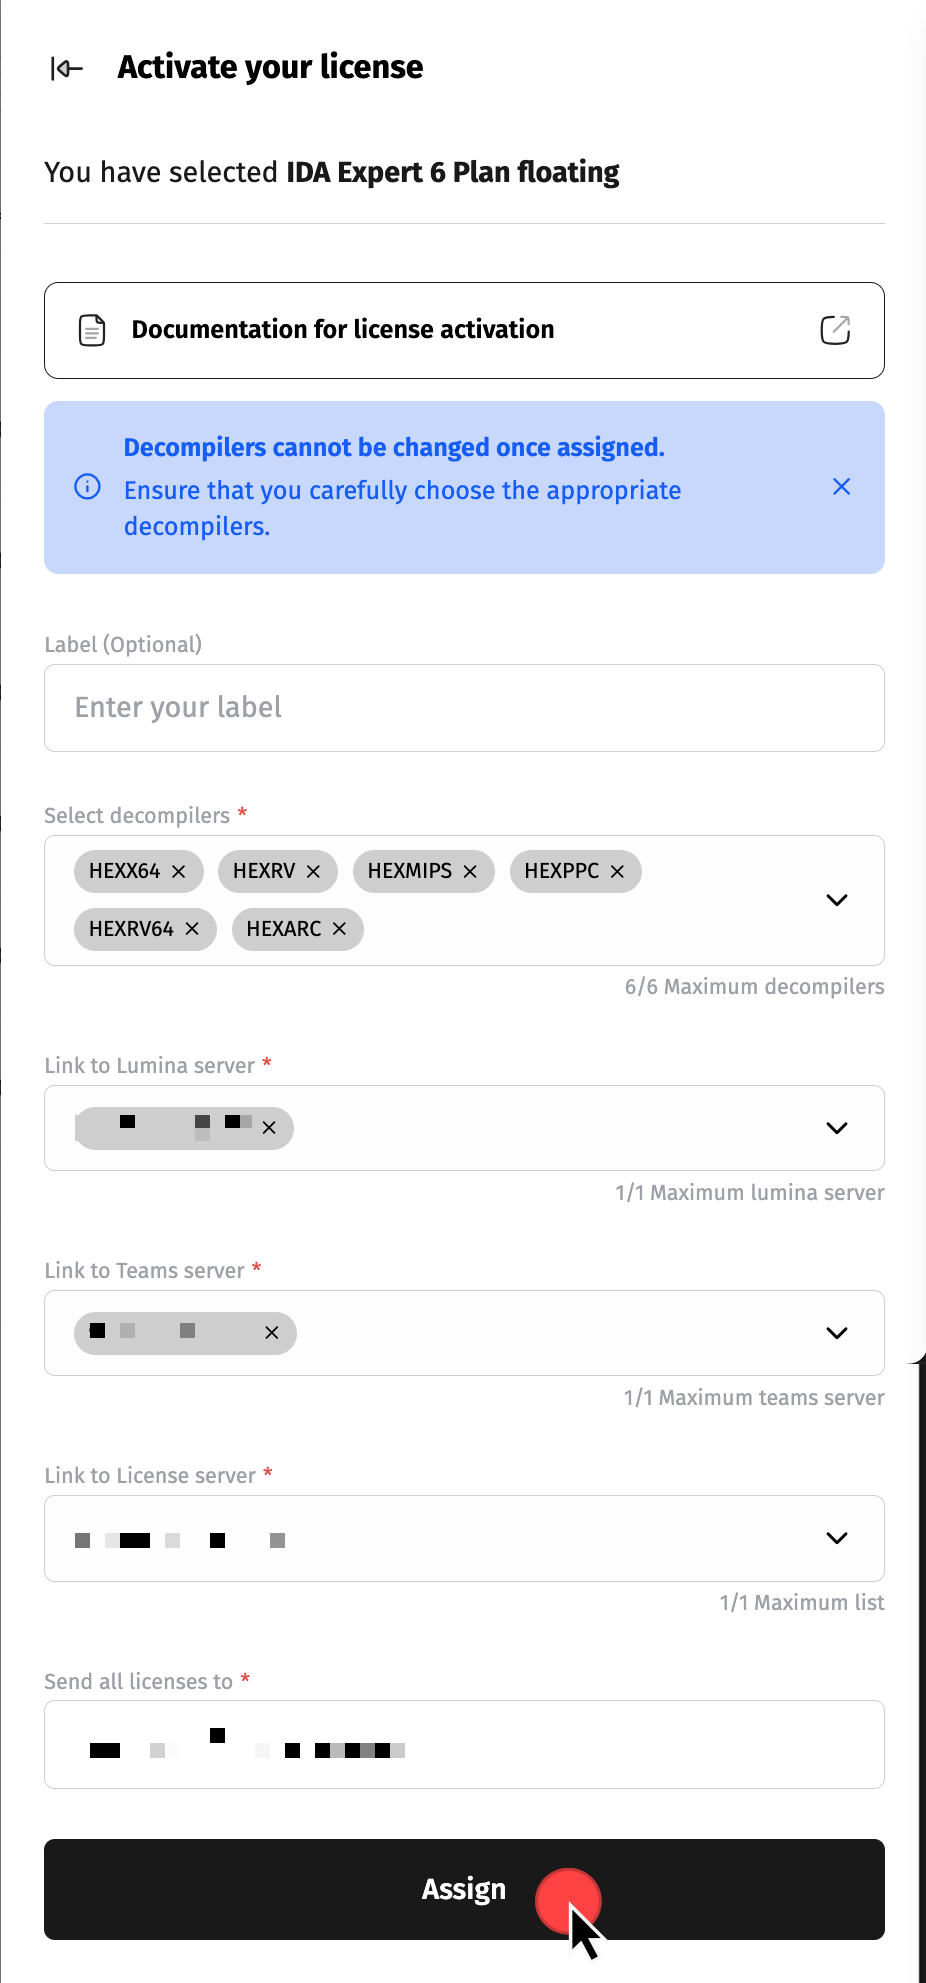 Activate your license
You have selected IDA Expert 6 Plan floating
Documentation for license activation
Decompilers cannot be changed once assigned.
Ensure that you carefully choose the appropriate
decompilers.
Label (Optional)
Enter your label
Select decompilers *
HEXX64 HEXRV HEXMIPS HEXPPC
HEXRV64 HEXARC
6/6 Maximum decompilers
Link to Lumina server *
1/1 Maximum lumina server
Link to Teams server *
1/1 Maximum teams server
Link to License server *
1/1 Maximum list
Send all licenses to *
Assign